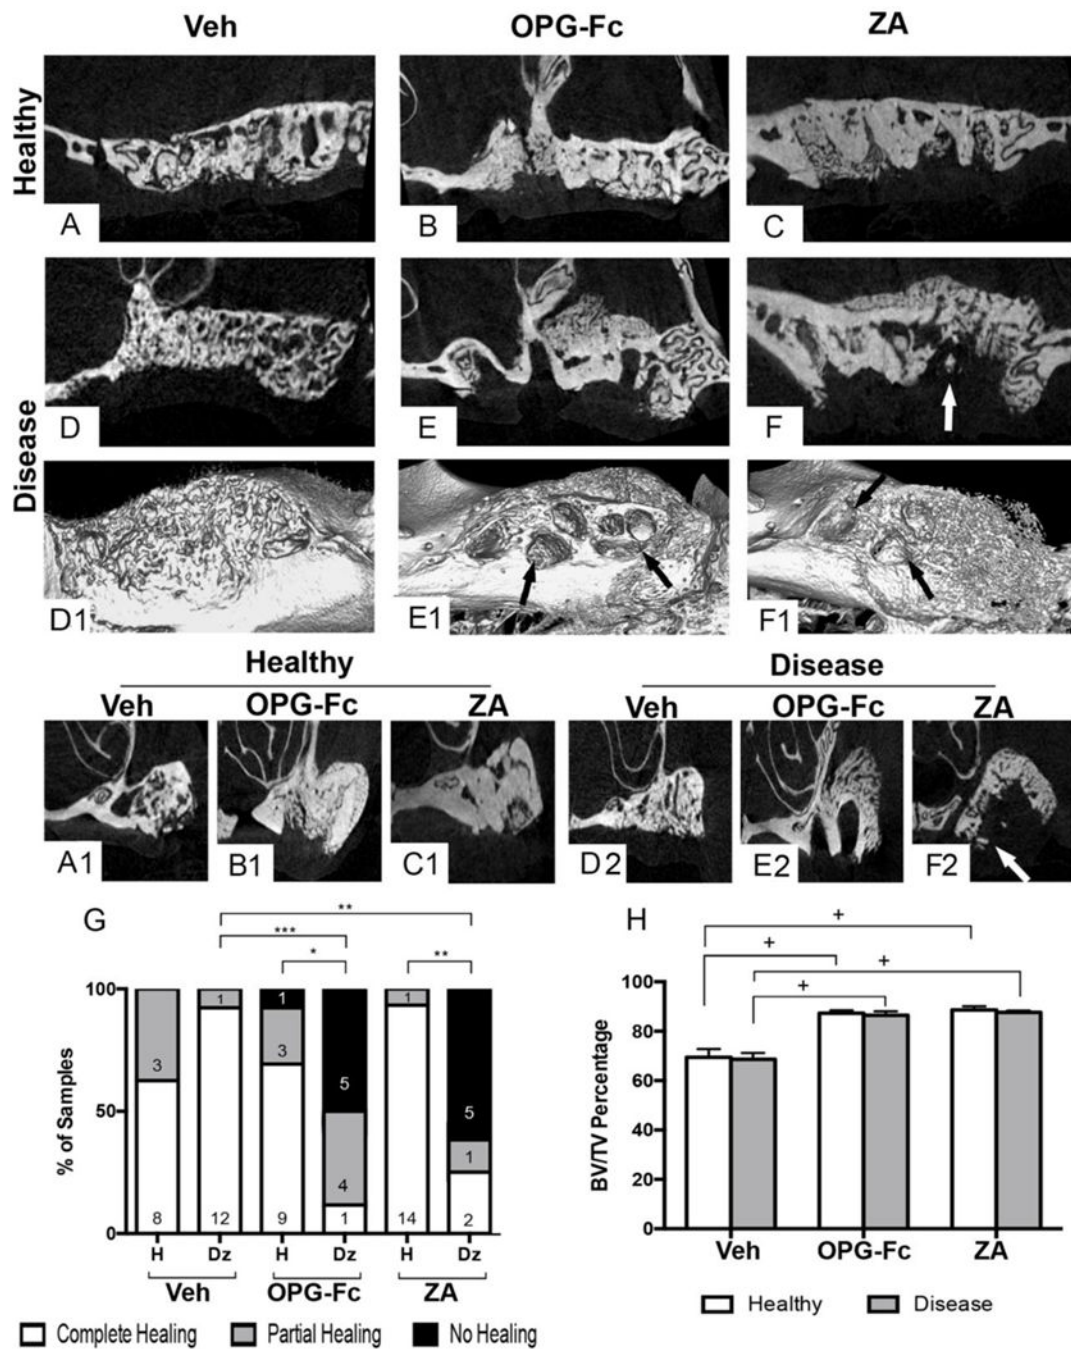 Veh OPG-Fc ZA
Healthy
A B C
Disease
D E F
D1 E1 F1
Healthy Disease
Veh OPG-Fc ZA Veh OPG-Fc ZA
A1 B1 C1 D2 E2 F2
G
**
***
* **
% of Samples
100
50
0
3 1 1 3 5 1 5
4 1
8 12 9 1 14 2
H Dz H Dz H Dz
Veh OPG-Fc ZA
Complete Healing Partial Healing No Healing
H
+
+
+
+
BV/TV Percentage
100
80
60
40
20
0
Veh OPG-Fc ZA
Healthy Disease